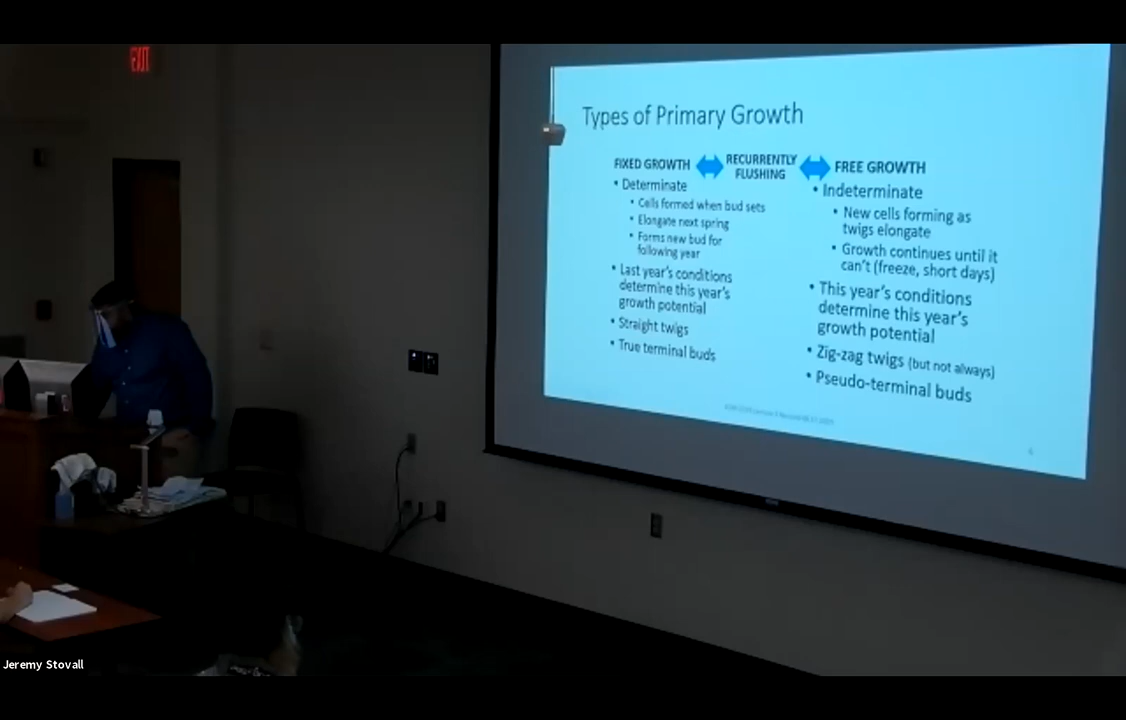 EXIT
Types of Primary Growth
FIXED GROWTH
• Determinate
• Cells formed when bud sets
• Elongate next spring
• Forms new bud for
following year
• Last year's conditions
determine this year's
growth potential
• Straight twigs
• True terminal buds
RECURRENTLY
FLUSHING
FREE GROWTH
• Indeterminate
• New cells forming as
twigs elongate
• Growth continues until it
can't (freeze, short days)
• This year's conditions
determine this year's
growth potential
• Zig-zag twigs (but not always)
• Pseudo-terminal buds
Jeremy Stovall